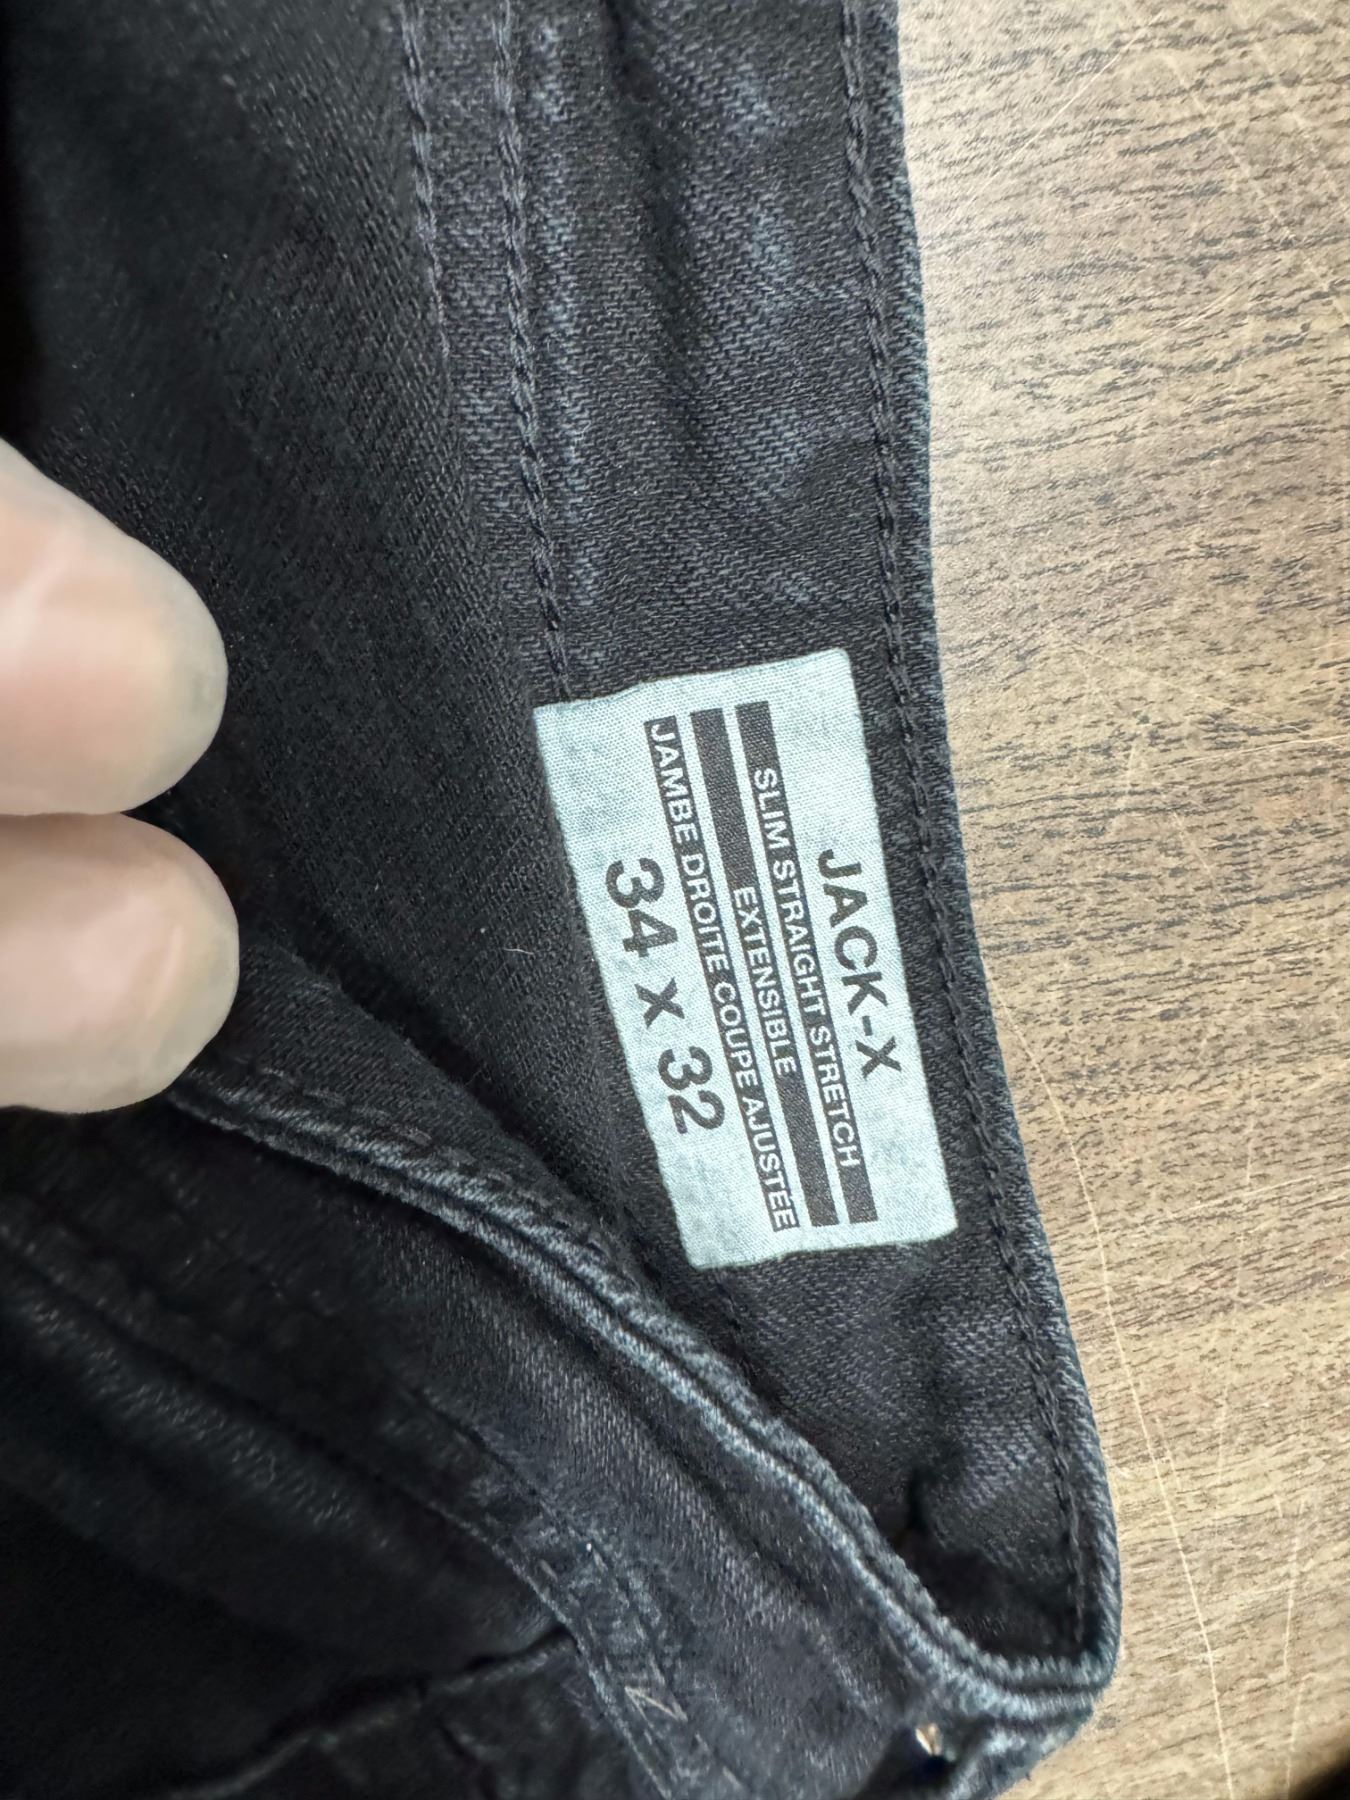 JACK-X
SLIM STRAIGHT STRETCH
EXTENSIBLE
JAMBE DROITE COUPE AJUSTÉE
34 x 32